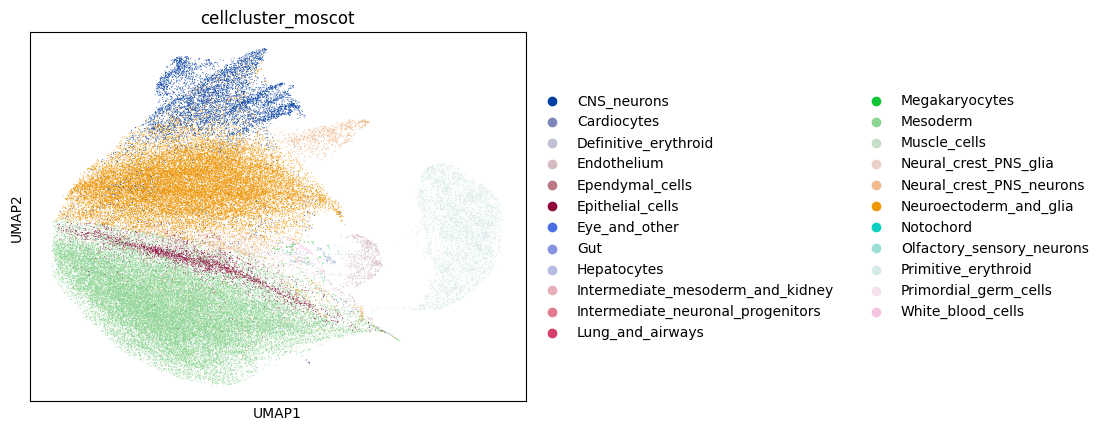 cellcluster_moscot
UMAP2
UMAP1
CNS_neurons
Cardiocytes
Definitive_erythroid
Endothelium
Ependymal_cells
Epithelial_cells
Eye_and_other
Gut
Hepatocytes
Intermediate_mesoderm_and_kidney
Intermediate_neuronal_progenitors
Lung_and_airways
Megakaryocytes
Mesoderm
Muscle_cells
Neural_crest_PNS_glia
Neural_crest_PNS_neurons
Neuroectoderm_and_glia
Notochord
Olfactory_sensory_neurons
Primitive_erythroid
Primordial_germ_cells
White_blood_cells